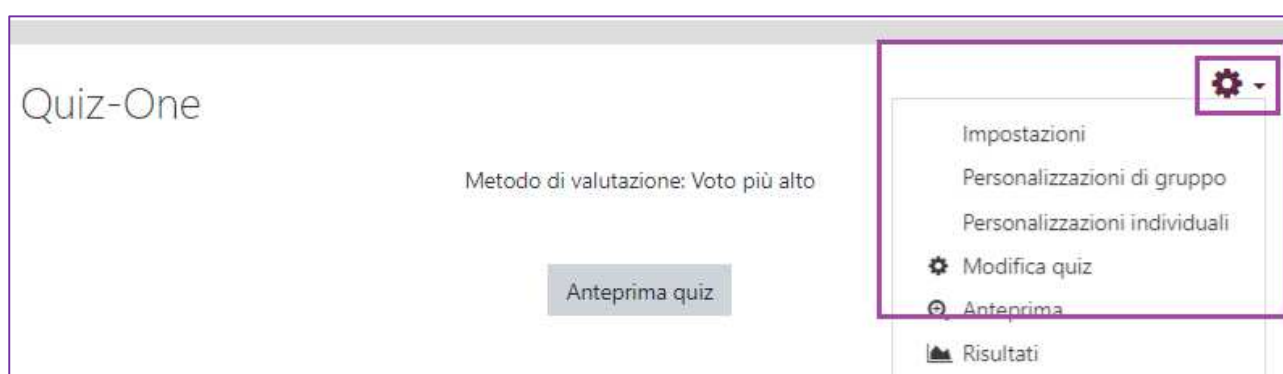 Quiz-One
Metodo di valutazione: Voto più alto
Anteprima quiz
Impostazioni
Personalizzazioni di gruppo
Personalizzazioni individuali
Modifica quiz
Anteprima
Risultati